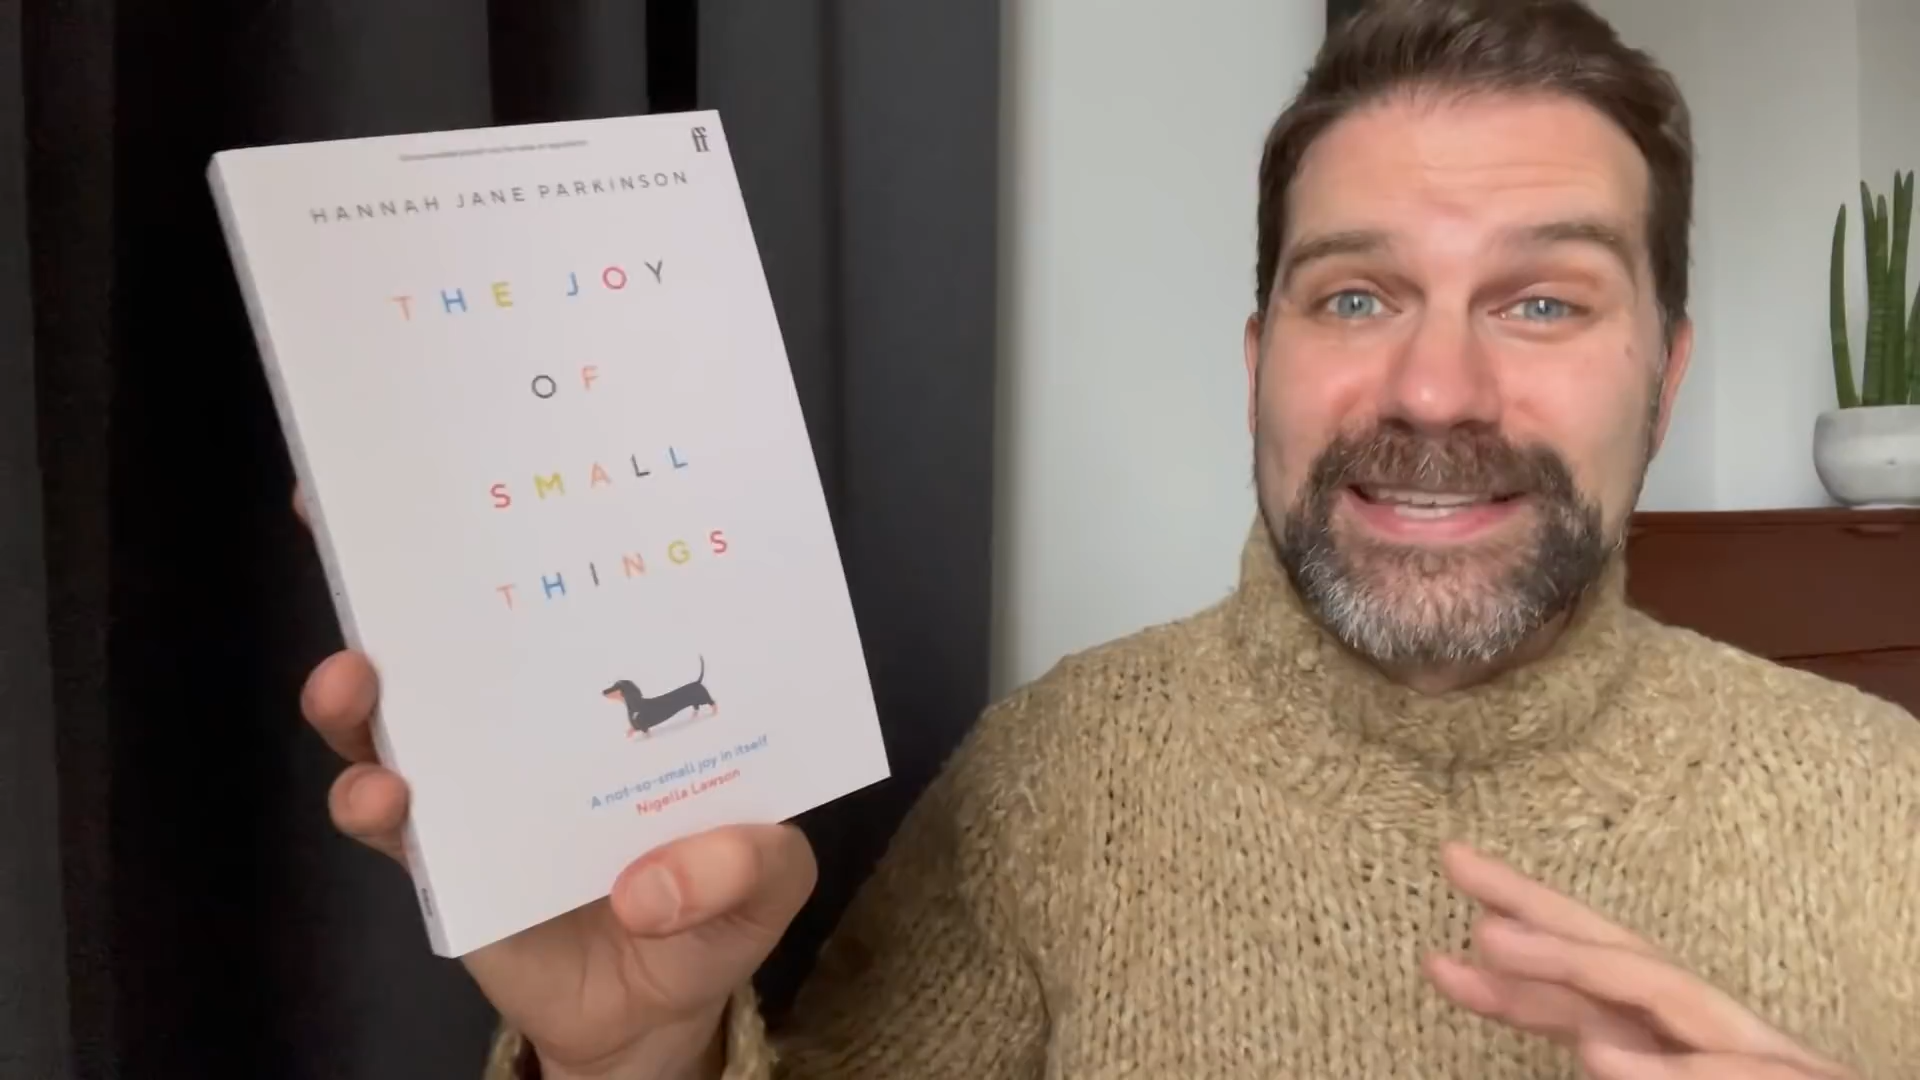 ff
HANNAH JANE PARKINSON
THE JOY
OF
SMALL
THINGS
A not-so-small joy in itself
Nigella Lawson